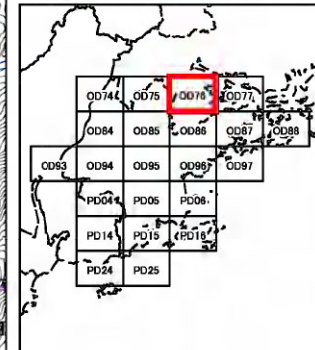 OD74 OD75 OD76 OD77
OD84 OD85 OD86 OD87 OD88
OD93 OD94 OD95 OD96 OD97
PD04 PD05 PD06
PD14 PD15 PD16
PD24 PD25